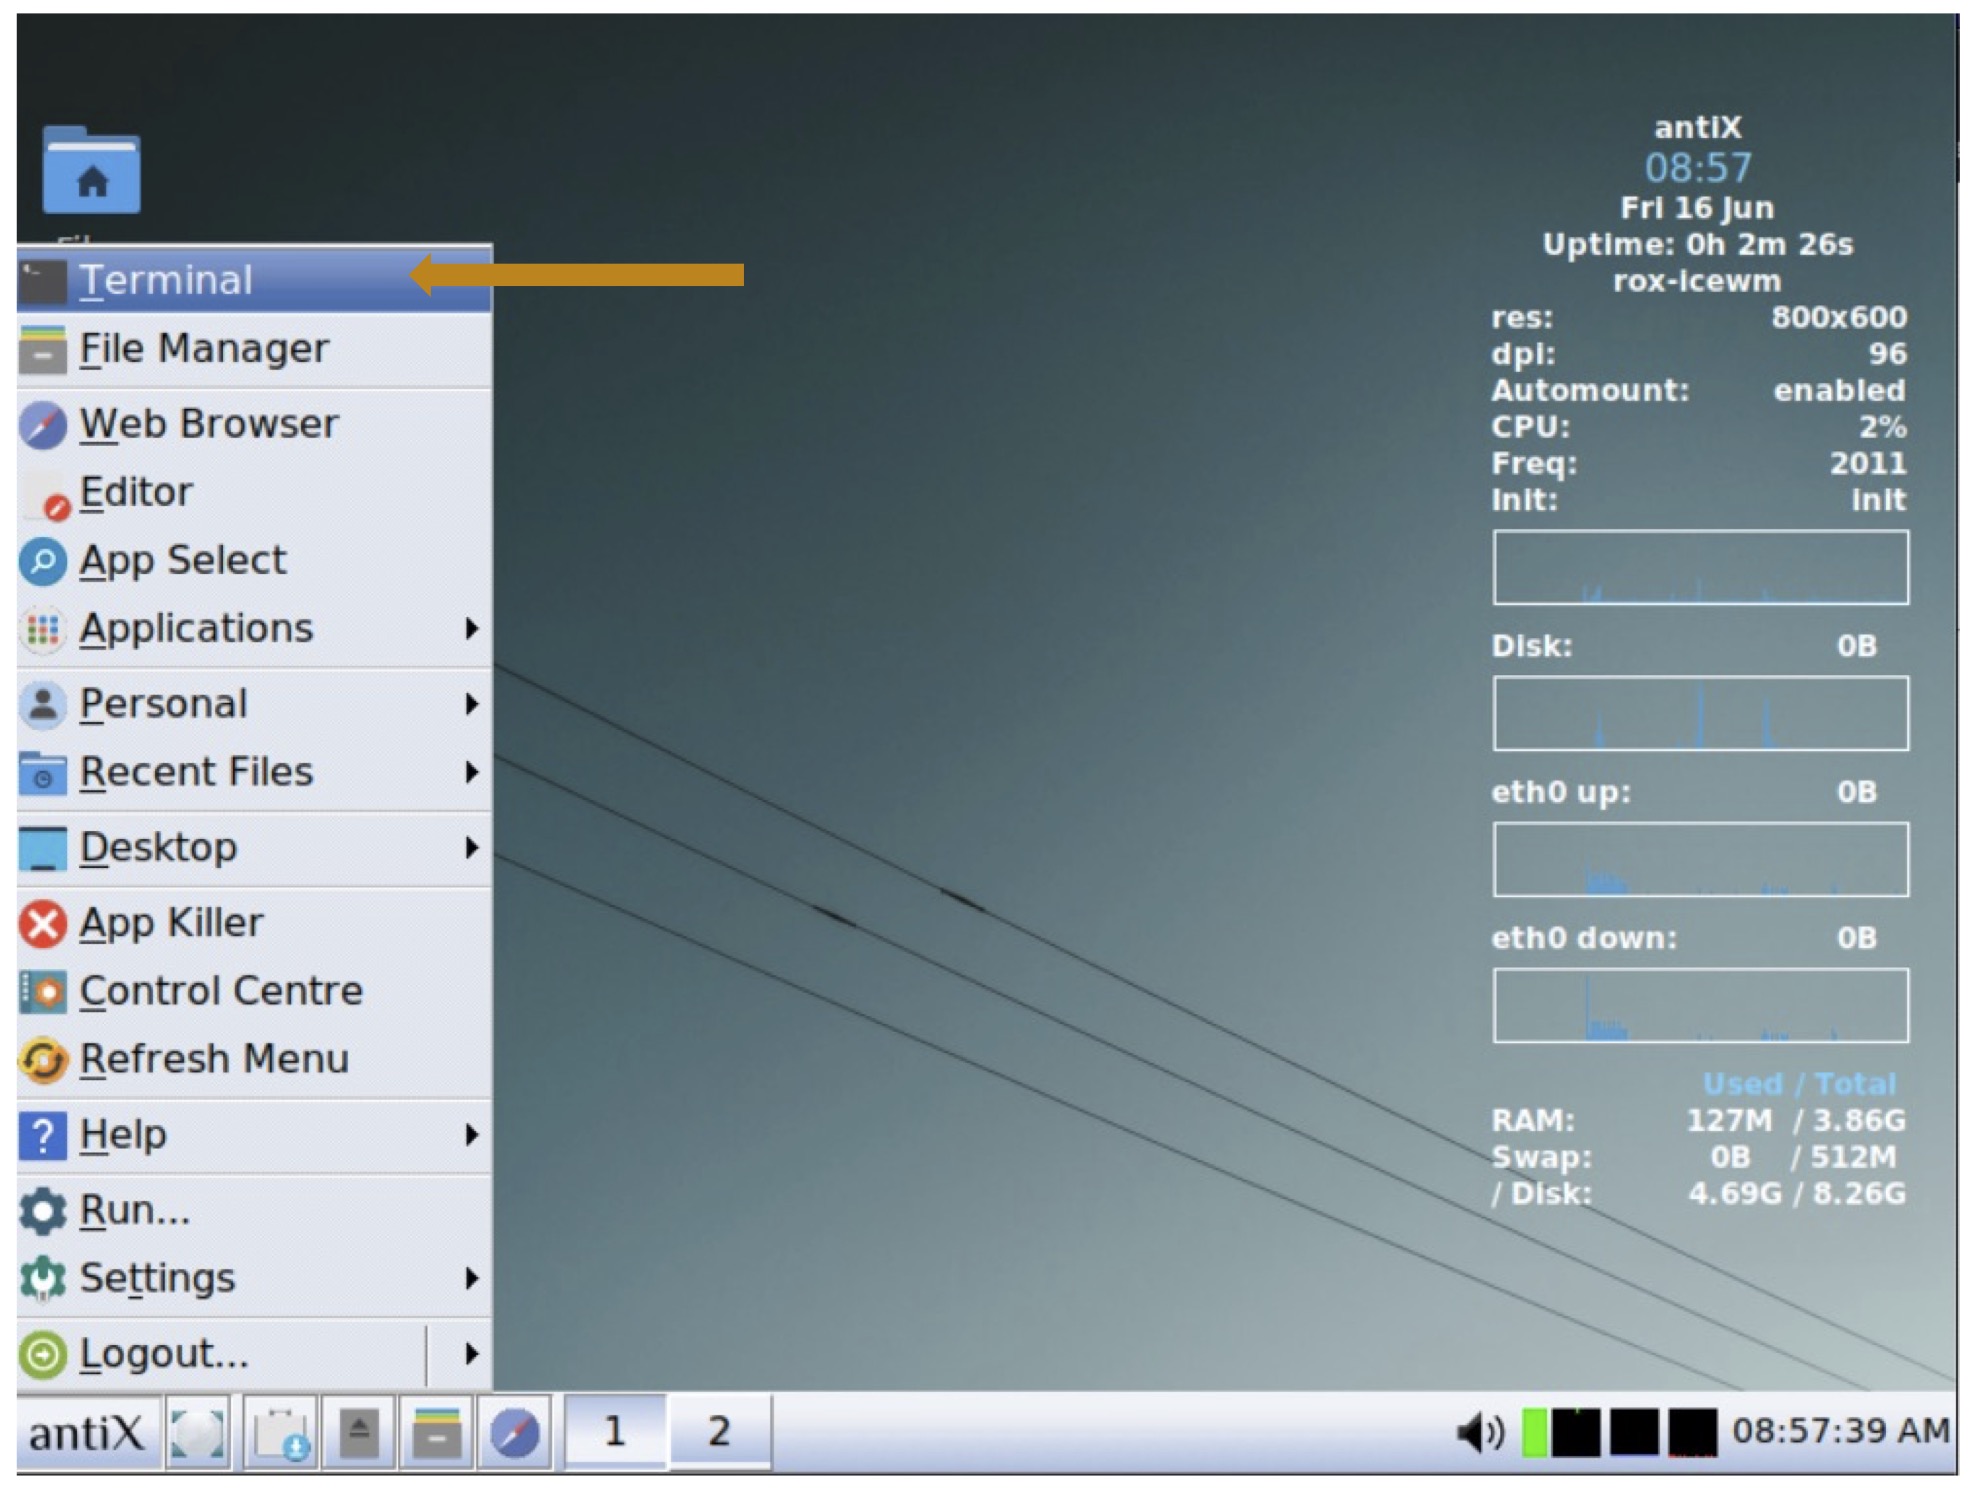 Terminal
File Manager
Web Browser
Editor
App Select
Applications
Personal
Recent Files
Desktop
App Killer
Control Centre
Refresh Menu
Help
Run...
Settings
Logout...
antiX
08:57
Fri 16 Jun
Uptime: 0h 2m 26s
rox-icewm
res: 800x600
dpi: 96
Automount: enabled
CPU: 2%
Freq: 2011
Init: init
Disk: 0B
eth0 up: 0B
eth0 down: 0B
Used / Total
RAM: 127M / 3.86G
Swap: 0B / 512M
/ Disk: 4.69G / 8.26G
antiX 1 2 08:57:39 AM